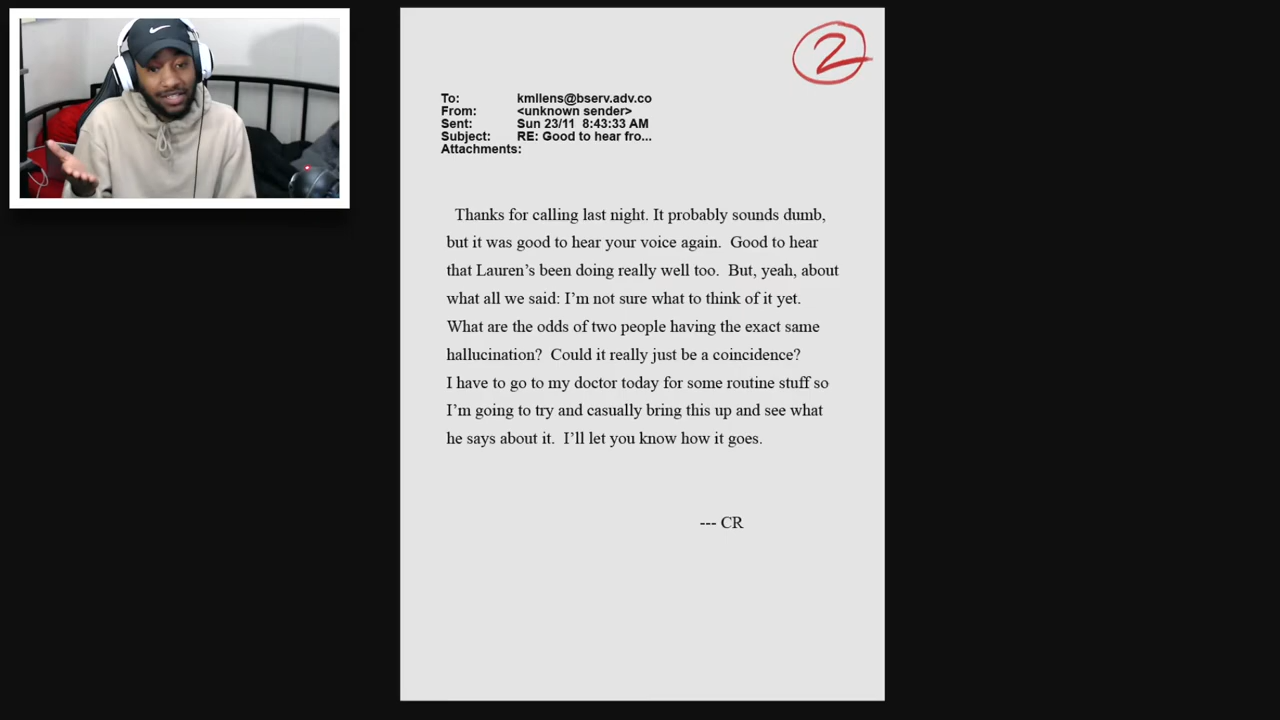 2
To: kmllens@bserv.adv.co
From: <unknown sender>
Sent: Sun 23/11 8:43:33 AM
Subject: RE: Good to hear fro...
Attachments:
Thanks for calling last night. It probably sounds dumb,
but it was good to hear your voice again. Good to hear
that Lauren’s been doing really well too. But, yeah, about
what all we said: I’m not sure what to think of it yet.
What are the odds of two people having the exact same
hallucination? Could it really just be a coincidence?
I have to go to my doctor today for some routine stuff so
I’m going to try and casually bring this up and see what
he says about it. I’ll let you know how it goes.
--- CR